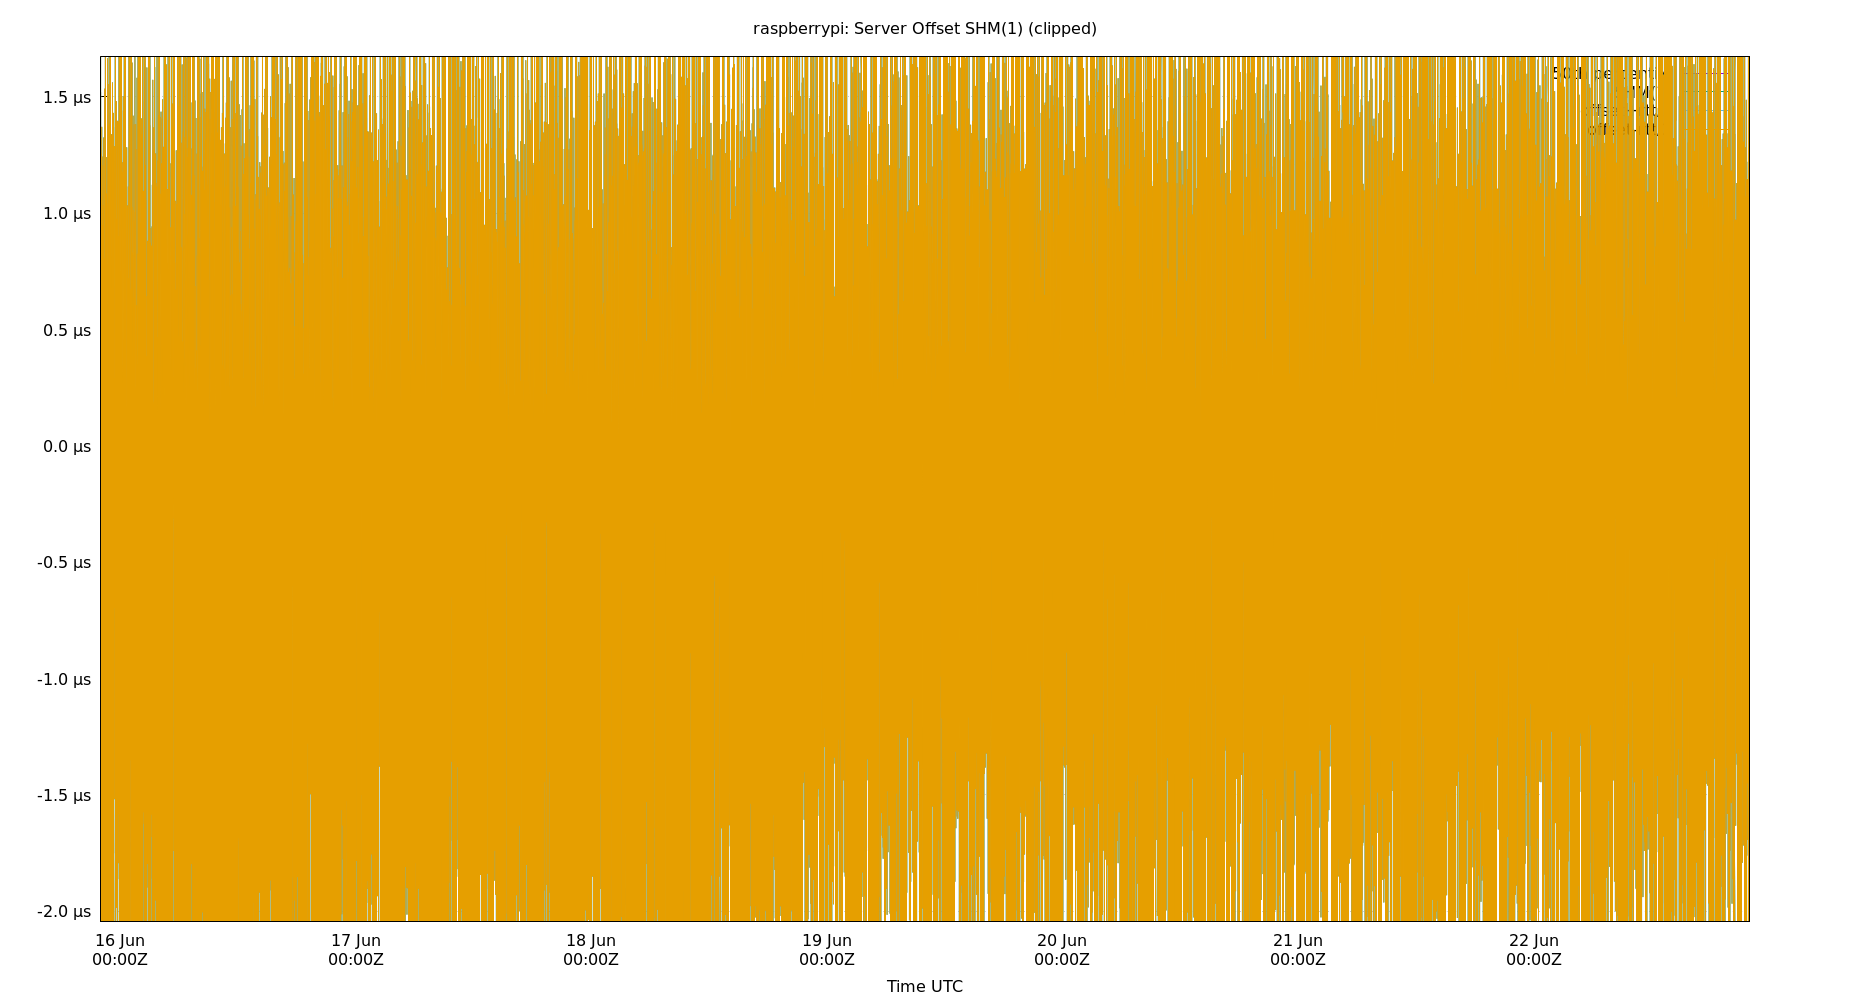 raspberrypi: Server Offset SHM(1) (clipped)
1.5 µs
1.0 µs
0.5 µs
0.0 µs
-0.5 µs
-1.0 µs
-1.5 µs
-2.0 µs
16 Jun 17 Jun 18 Jun 19 Jun 20 Jun 21 Jun 22 Jun
00:00Z 00:00Z 00:00Z 00:00Z 00:00Z 00:00Z 00:00Z
Time UTC